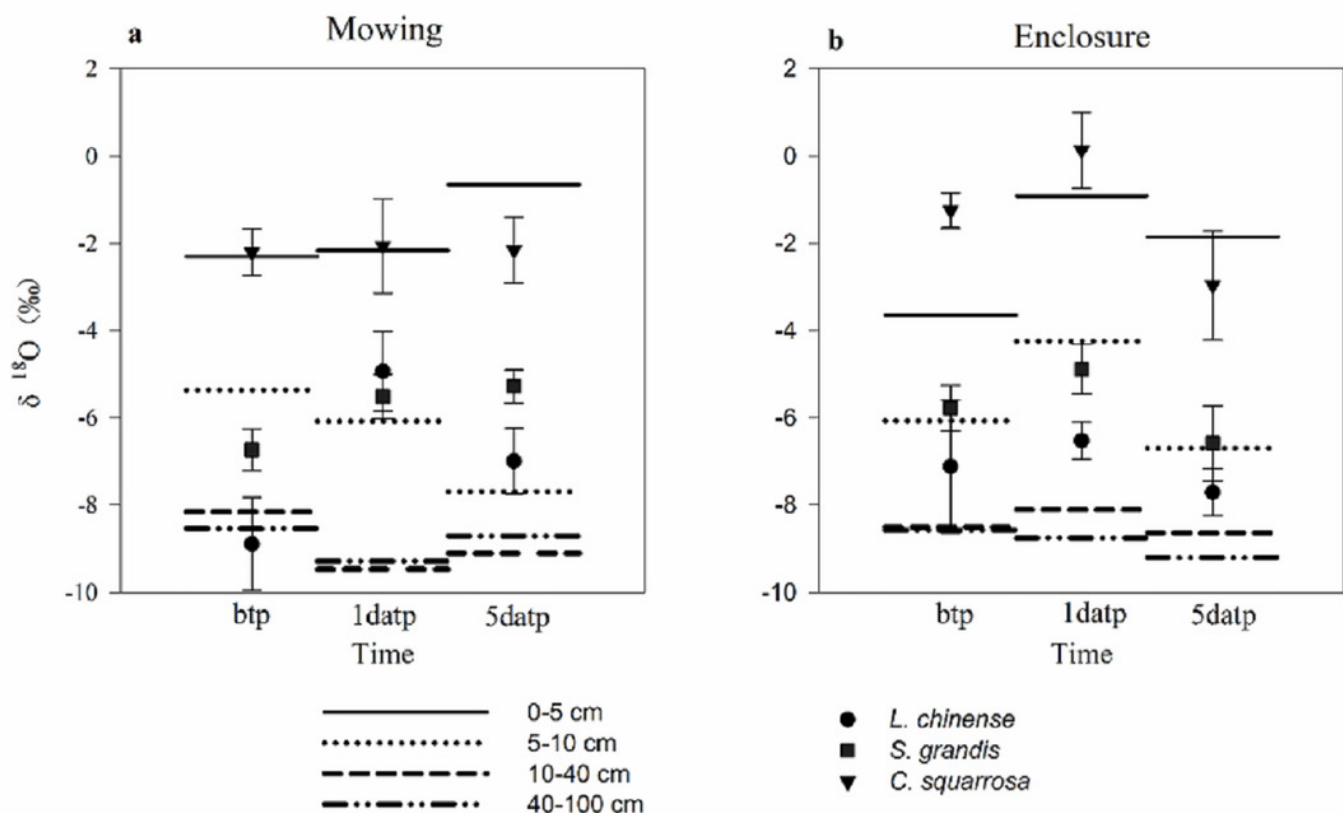 a
Mowing
b
Enclosure
2
0
-2
-4
-6
-8
-10
δ ¹⁸O (‰)
btp
1datp
5datp
Time
2
0
-2
-4
-6
-8
-10
btp
1datp
5datp
Time
0-5 cm
5-10 cm
10-40 cm
40-100 cm
L. chinense
S. grandis
C. squarrosa